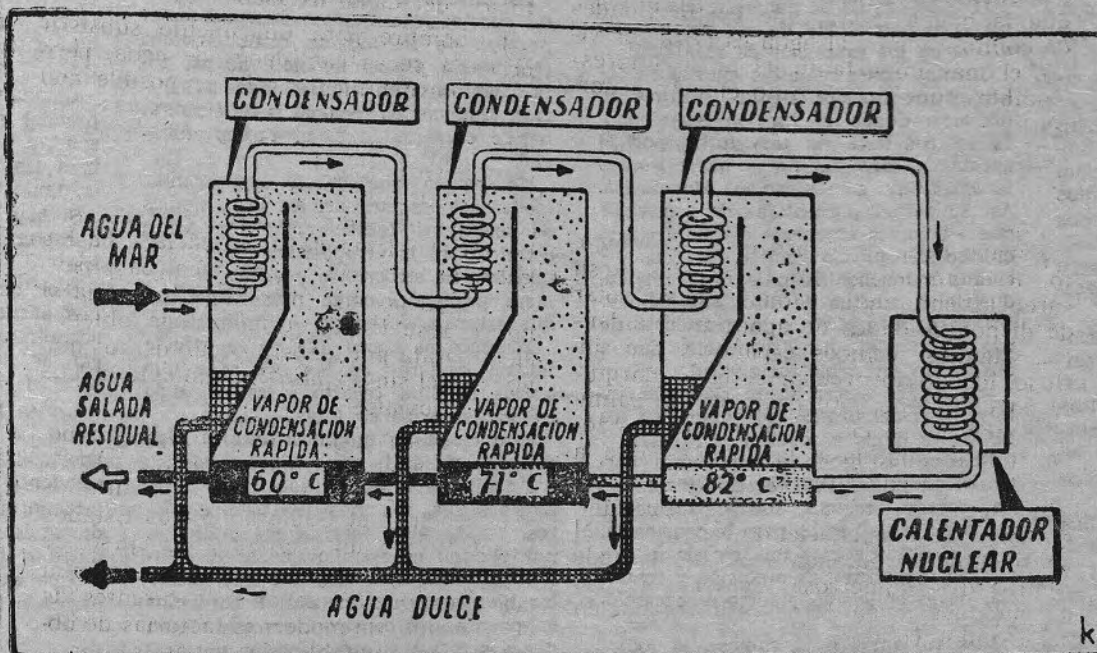 CONDENSADOR
CONDENSADOR
CONDENSADOR
AGUA DEL
MAR
AGUA
SALADA
RESIDUAL
VAPOR DE
CONDENSACION
RAPIDA
60° C
VAPOR DE
CONDENSACION
RAPIDA
71° C
VAPOR DE
CONDENSACION
RAPIDA
82° C
CALENTADOR
NUCLEAR
AGUA DULCE
k